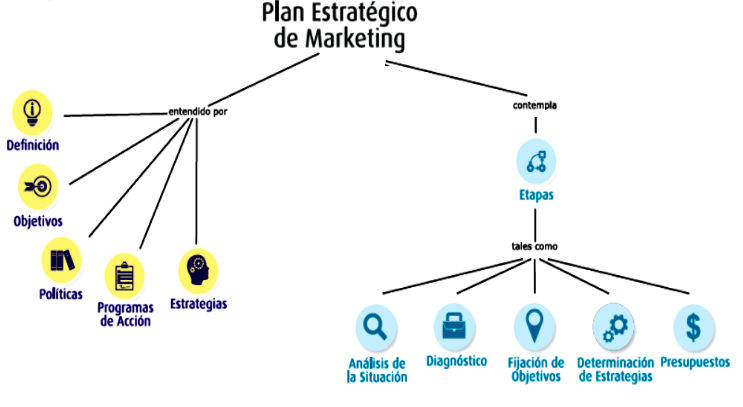 Plan Estratégico
de Marketing
entendido por
Definición
Objetivos
Políticas
Programas
de Acción
Estrategias
contempla
Etapas
tales como
Análisis de
la Situación
Diagnóstico
Fijación de
Objetivos
Determinación
de Estrategias
Presupuestos